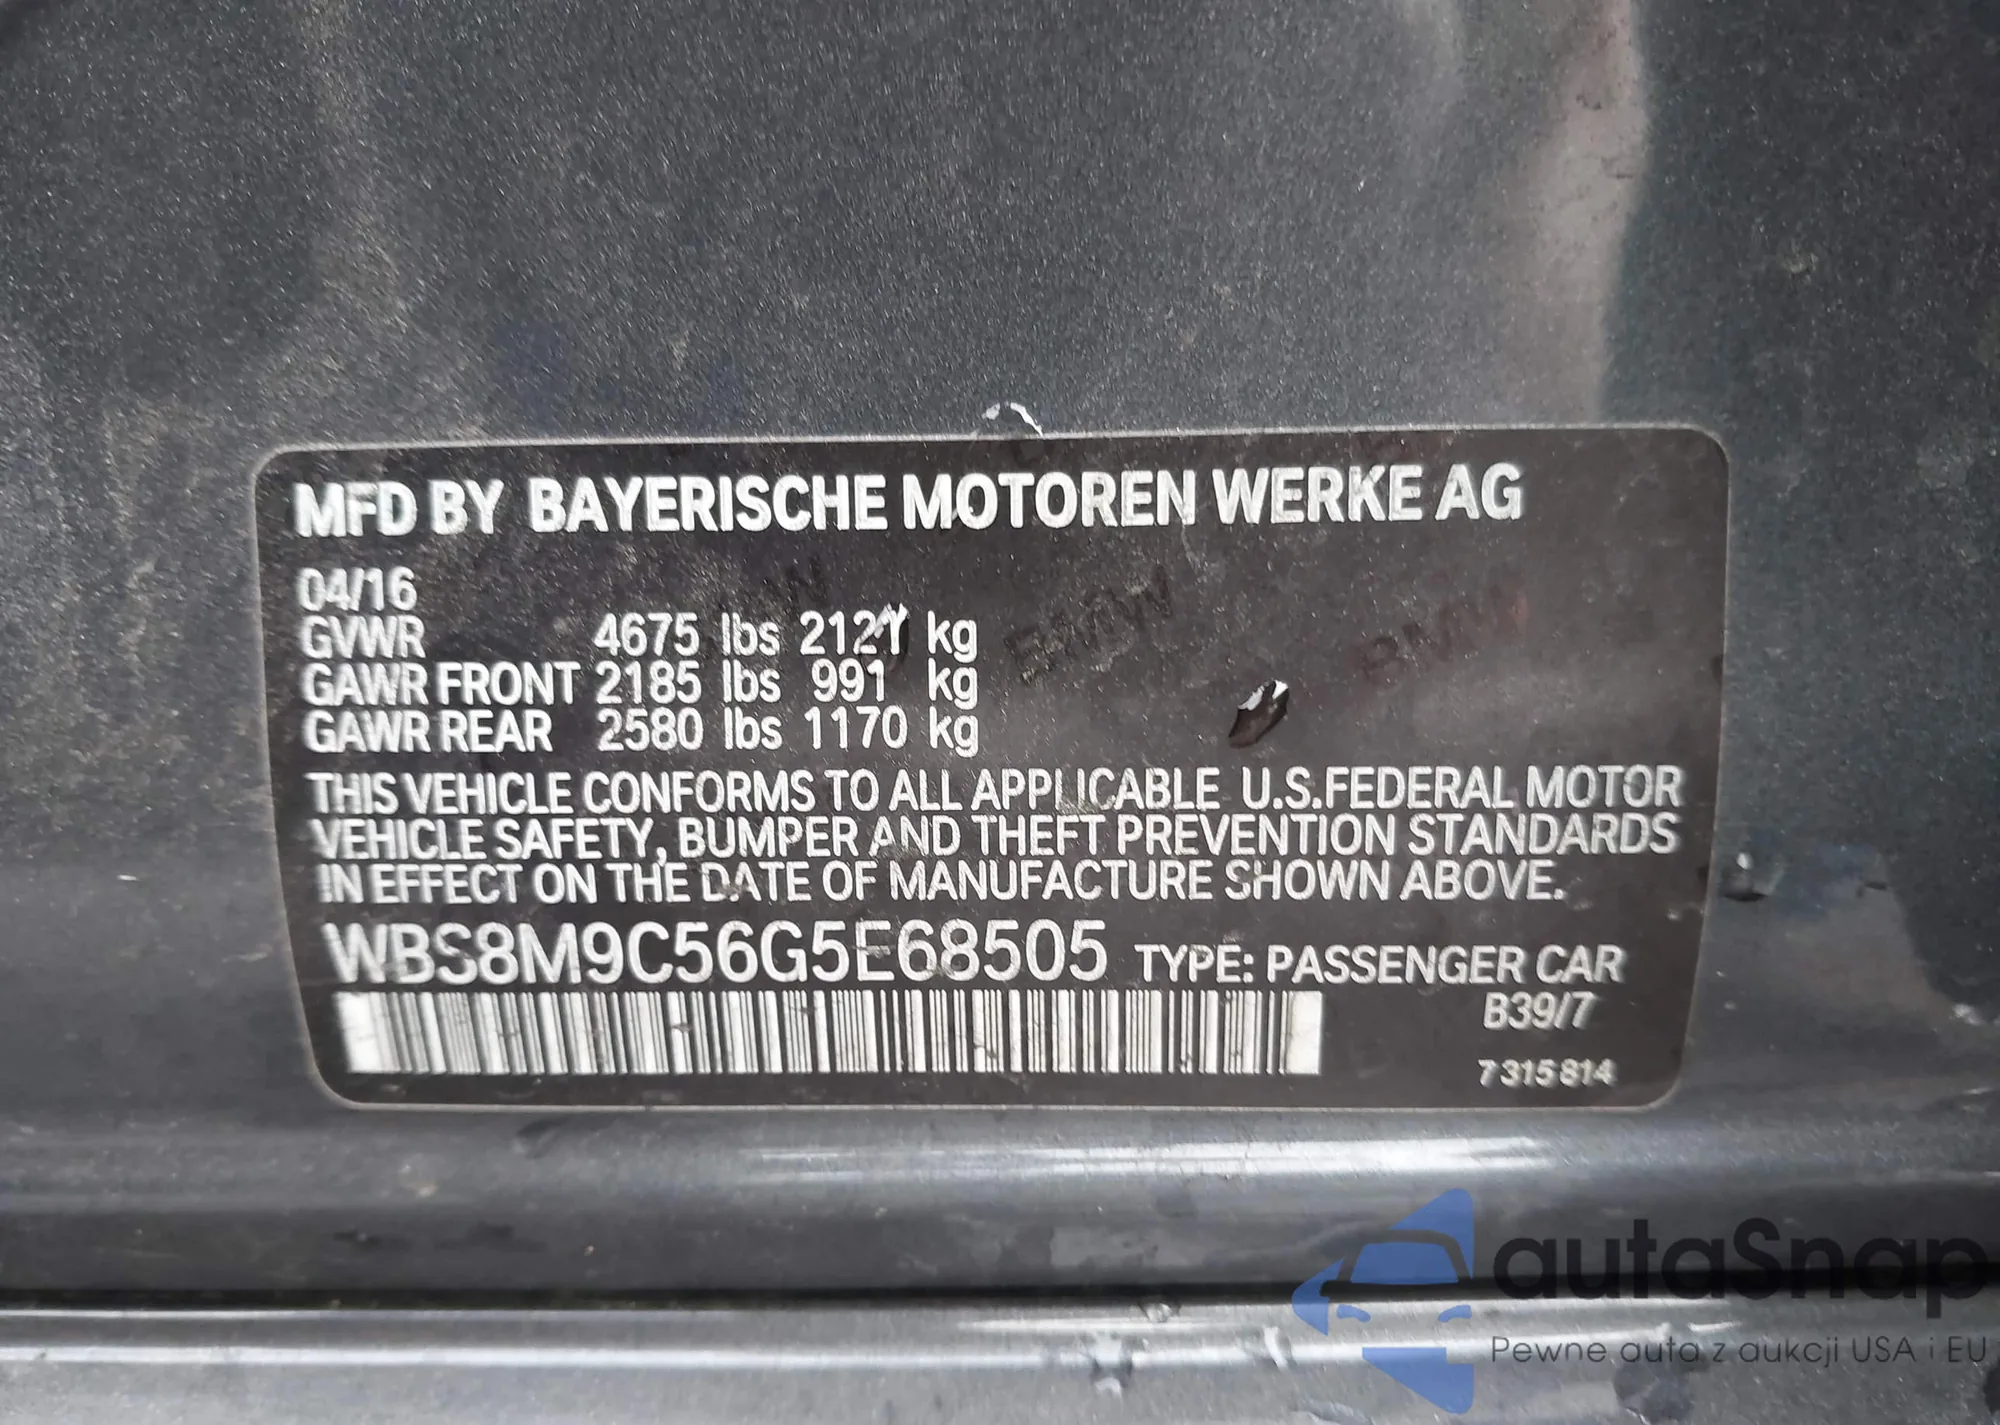 MFD BY BAYERISCHE MOTOREN WERKE AG
04/16
GVWR 4675 lbs 2121 kg
GAWR FRONT 2185 lbs 991 kg
GAWR REAR 2580 lbs 1170 kg
BMW BMW BMW
THIS VEHICLE CONFORMS TO ALL APPLICABLE U.S.FEDERAL MOTOR
VEHICLE SAFETY, BUMPER AND THEFT PREVENTION STANDARDS
IN EFFECT ON THE DATE OF MANUFACTURE SHOWN ABOVE.
WBS8M9C56G5E68505 TYPE: PASSENGER CAR
B39/7
7 315 814
autaSnap
Pewne auta z aukcji USA i EU